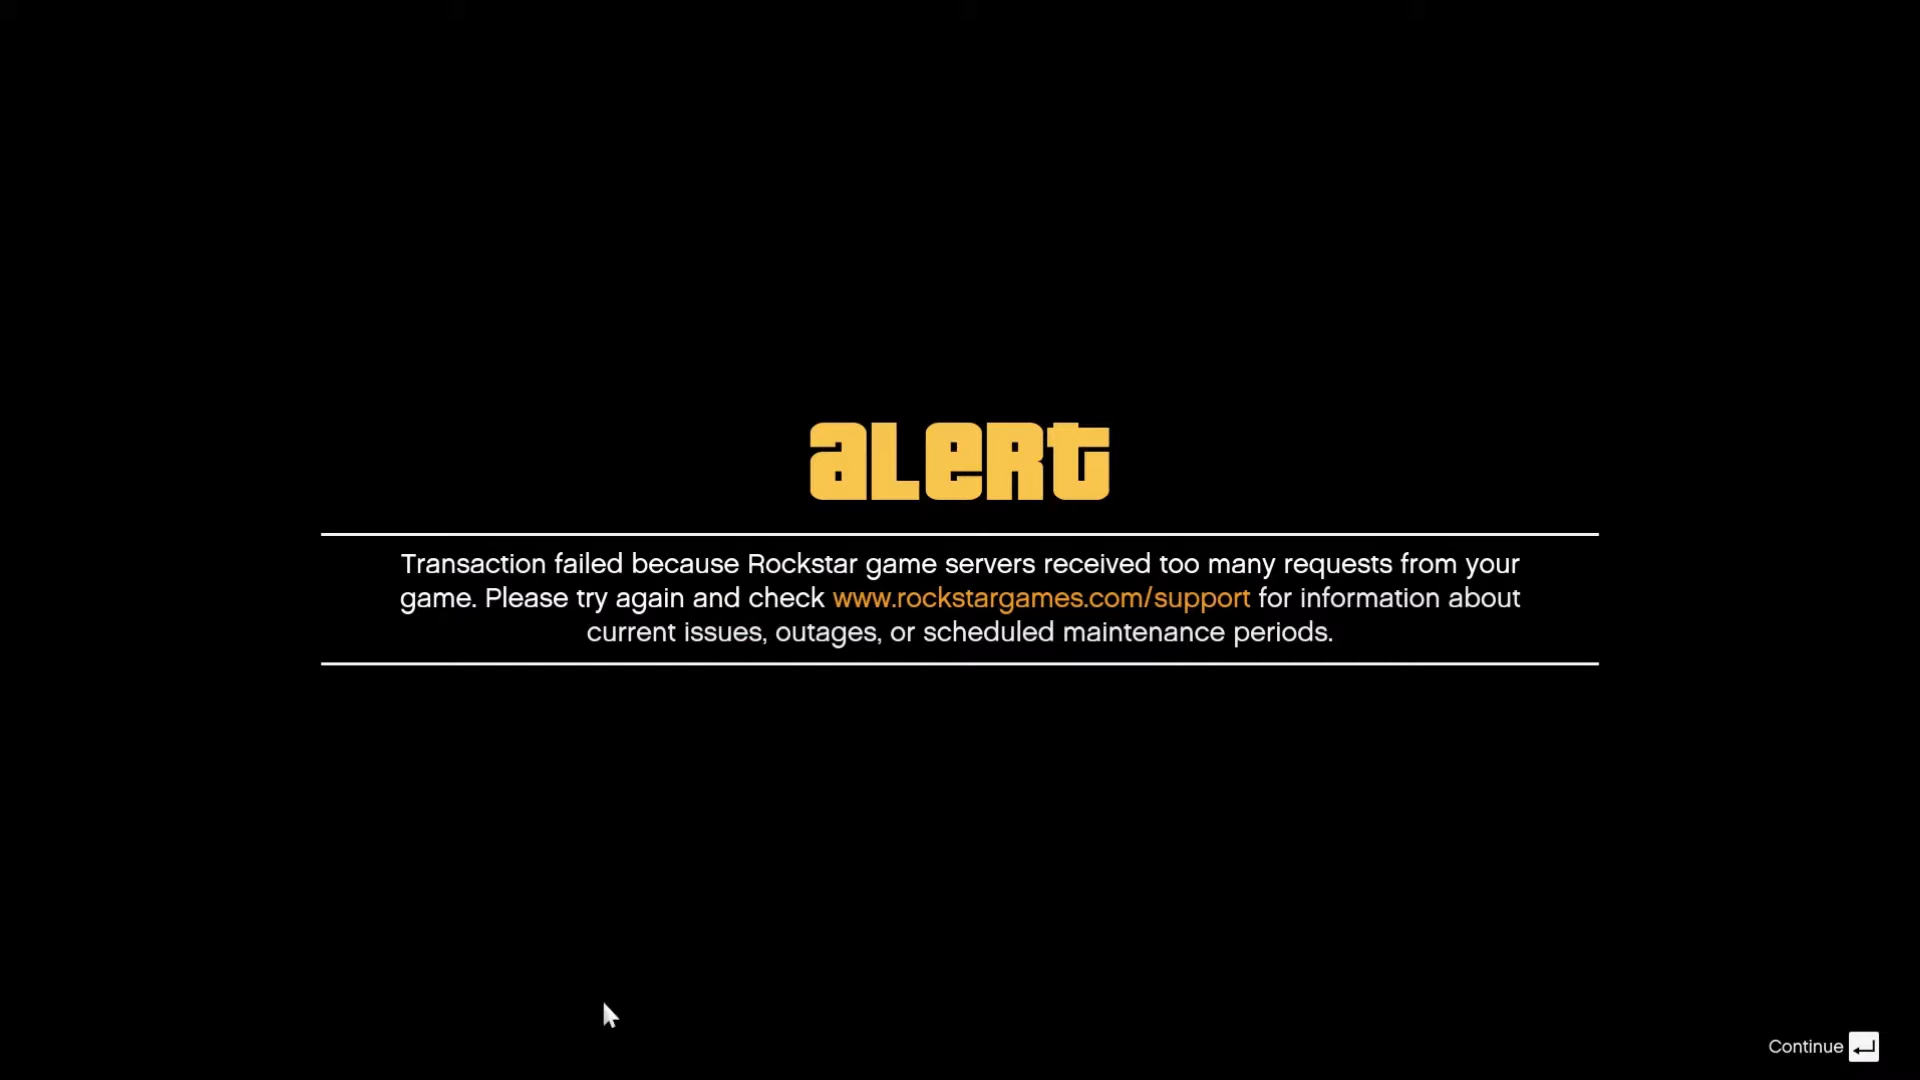 aLeRt
Transaction failed because Rockstar game servers received too many requests from your
game. Please try again and check www.rockstargames.com/support for information about
current issues, outages, or scheduled maintenance periods.
Continue